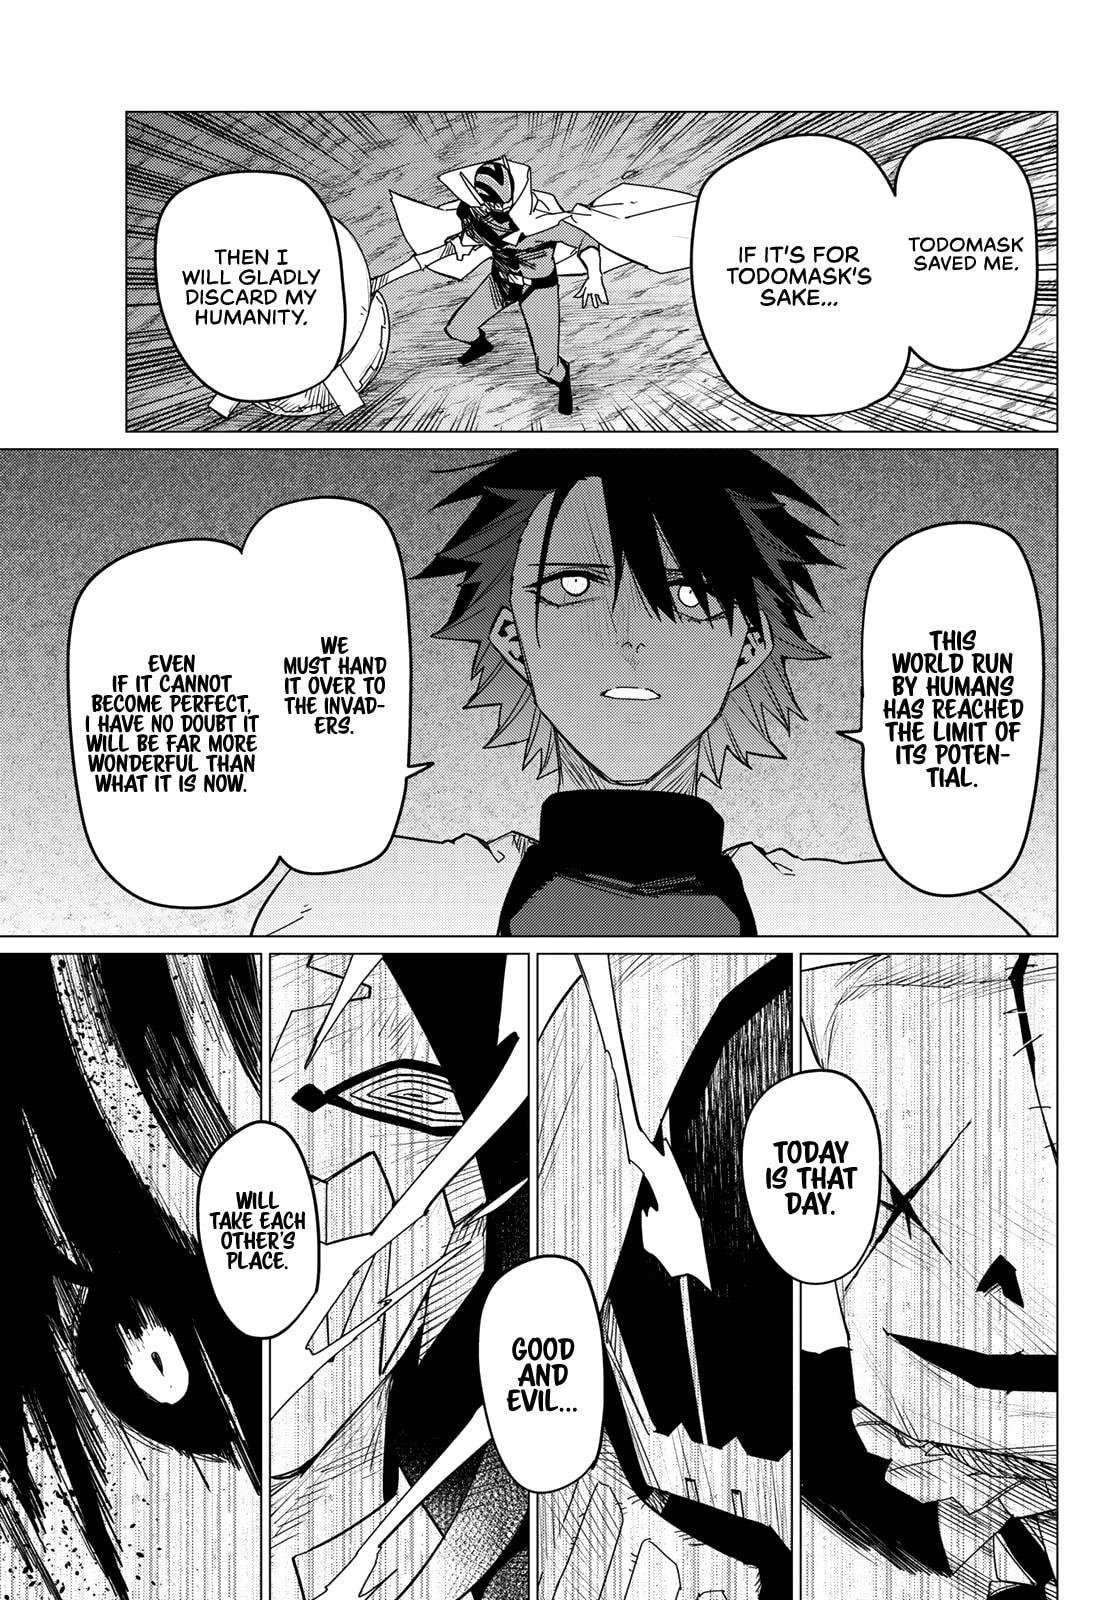 TODOMASK
SAVED ME.
IF IT'S FOR
TODOMASK'S
SAKE...
THEN I
WILL GLADLY
DISCARD MY
HUMANITY.
THIS
WORLD RUN
BY HUMANS
HAS REACHED
THE LIMIT OF
ITS POTEN-
TIAL.
WE
MUST HAND
IT OVER TO
THE INVAD-
ERS.
EVEN
IF IT CANNOT
BECOME PERFECT,
I HAVE NO DOUBT IT
WILL BE FAR MORE
WONDERFUL THAN
WHAT IT IS NOW.
TODAY
IS THAT
DAY.
GOOD
AND
EVIL...
WILL
TAKE EACH
OTHER'S
PLACE.